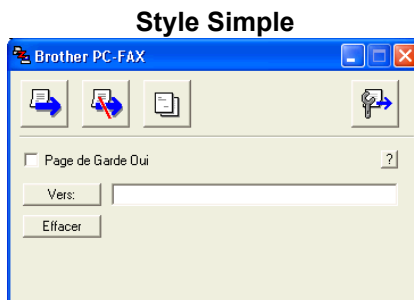 Style Simple
Brother PC-FAX
Page de Garde Oui
?
Vers:
Effacer